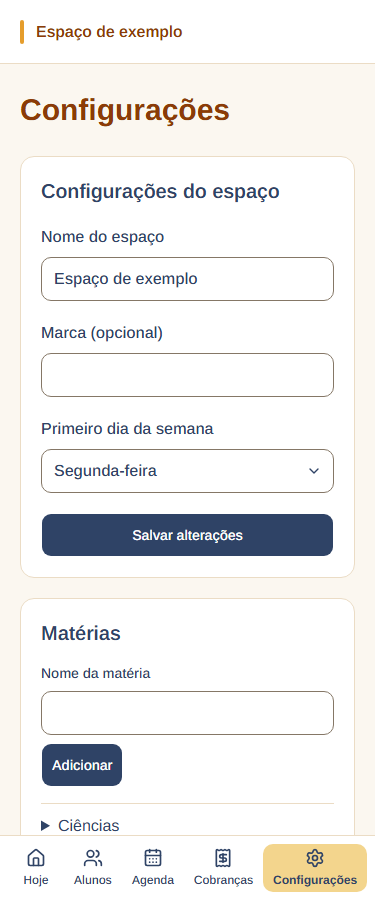 Espaço de exemplo
Configurações
Configurações do espaço
Nome do espaço
Espaço de exemplo
Marca (opcional)
Primeiro dia da semana
Segunda-feira
Salvar alterações
Matérias
Nome da matéria
Adicionar
Ciências
Hoje
Alunos
Agenda
Cobranças
Configurações